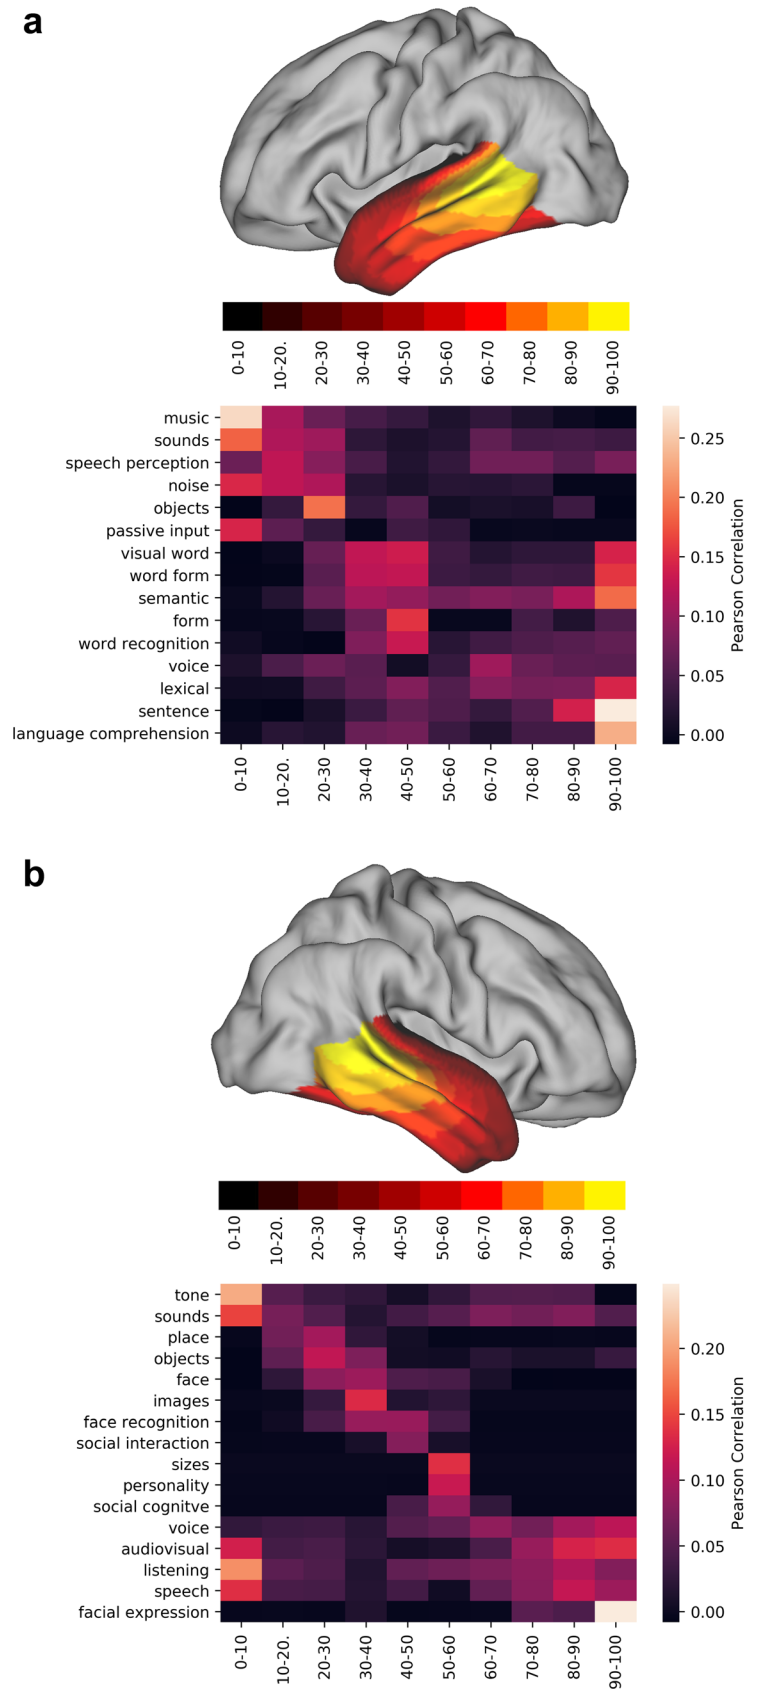 a
0-10 10-20. 20-30 30-40 40-50 50-60 60-70 70-80 80-90 90-100
music
sounds
speech perception
noise
objects
passive input
visual word
word form
semantic
form
word recognition
voice
lexical
sentence
language comprehension
0-10 10-20. 20-30 30-40 40-50 50-60 60-70 70-80 80-90 90-100
0.25
0.20
0.15
0.10
0.05
0.00
Pearson Correlation
b
0-10 10-20. 20-30 30-40 40-50 50-60 60-70 70-80 80-90 90-100
tone
sounds
place
objects
face
images
face recognition
social interaction
sizes
personality
social cognitve
voice
audiovisual
listening
speech
facial expression
0-10 10-20. 20-30 30-40 40-50 50-60 60-70 70-80 80-90 90-100
0.20
0.15
0.10
0.05
0.00
Pearson Correlation